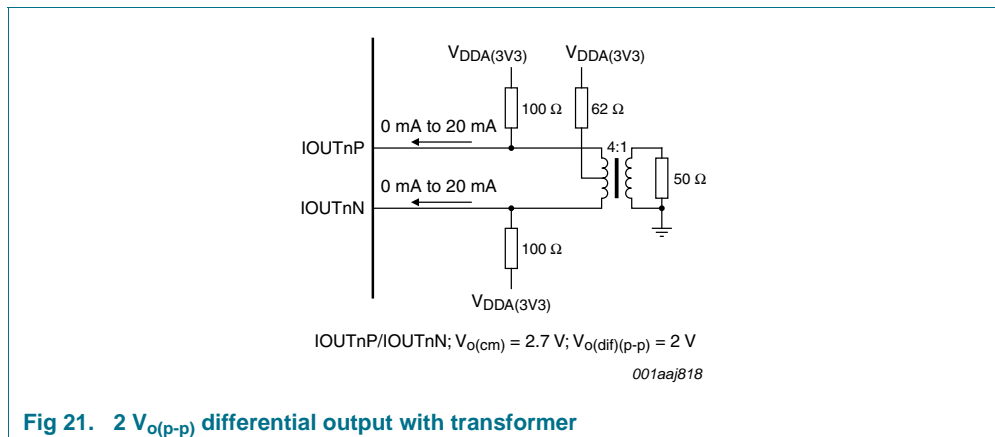 VDDA(3V3) VDDA(3V3)
100 Ω 62 Ω
0 mA to 20 mA
IOUTnP
4:1
50 Ω
0 mA to 20 mA
IOUTnN
100 Ω
VDDA(3V3)
IOUTnP/IOUTnN; Vo(cm) = 2.7 V; Vo(dif)(p-p) = 2 V
001aaj818
Fig 21. 2 Vo(p-p) differential output with transformer